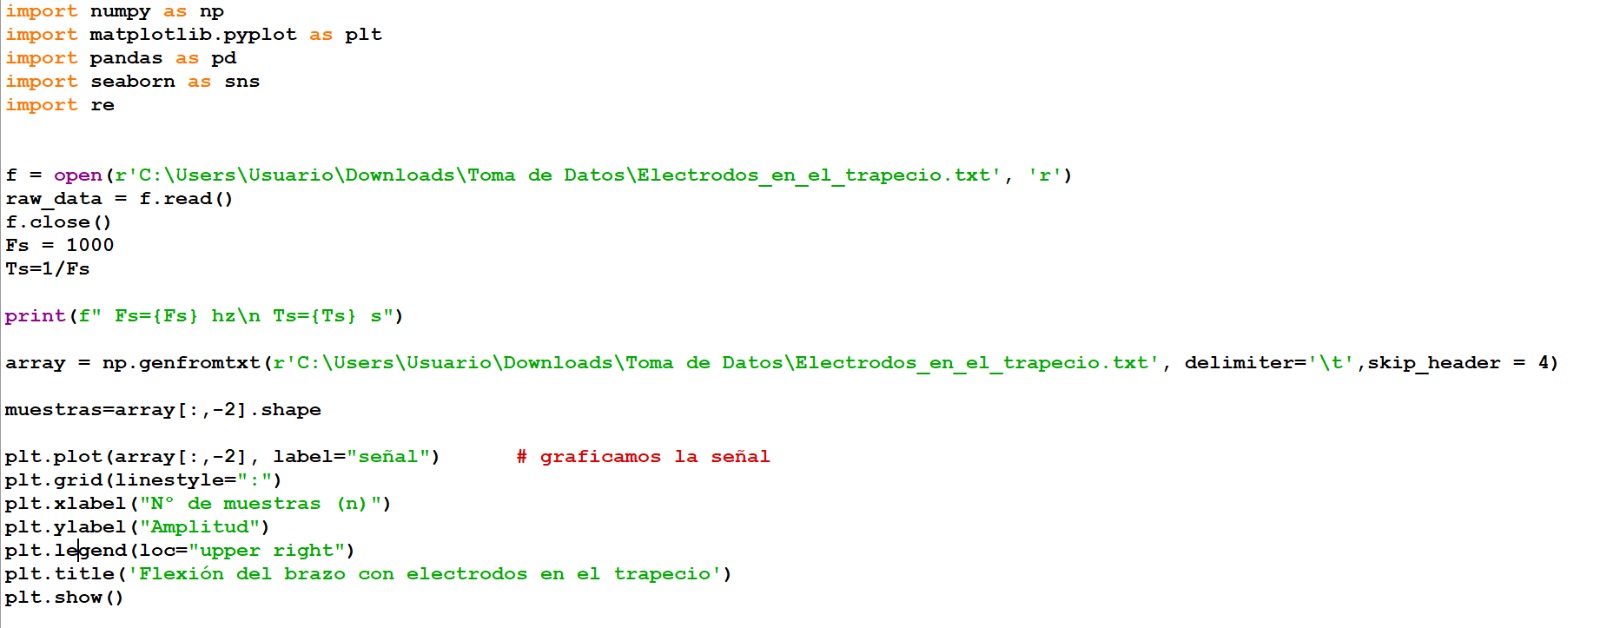 import numpy as np
import matplotlib.pyplot as plt
import pandas as pd
import seaborn as sns
import re
f = open(r'C:\Users\Usuario\Downloads\Toma de Datos\Electrodos_en_el_trapecio.txt', 'r')
raw_data = f.read()
f.close()
Fs = 1000
Ts=1/Fs
print(f" Fs={Fs} hz\n Ts={Ts} s")
array = np.genfromtxt(r'C:\Users\Usuario\Downloads\Toma de Datos\Electrodos_en_el_trapecio.txt', delimiter='\t',skip_header = 4)
muestras=array[:,-2].shape
plt.plot(array[:,-2], label="señal")      # graficamos la señal
plt.grid(linestyle=":")
plt.xlabel("N° de muestras (n)")
plt.ylabel("Amplitud")
plt.legend(loc="upper right")
plt.title('Flexión del brazo con electrodos en el trapecio')
plt.show()